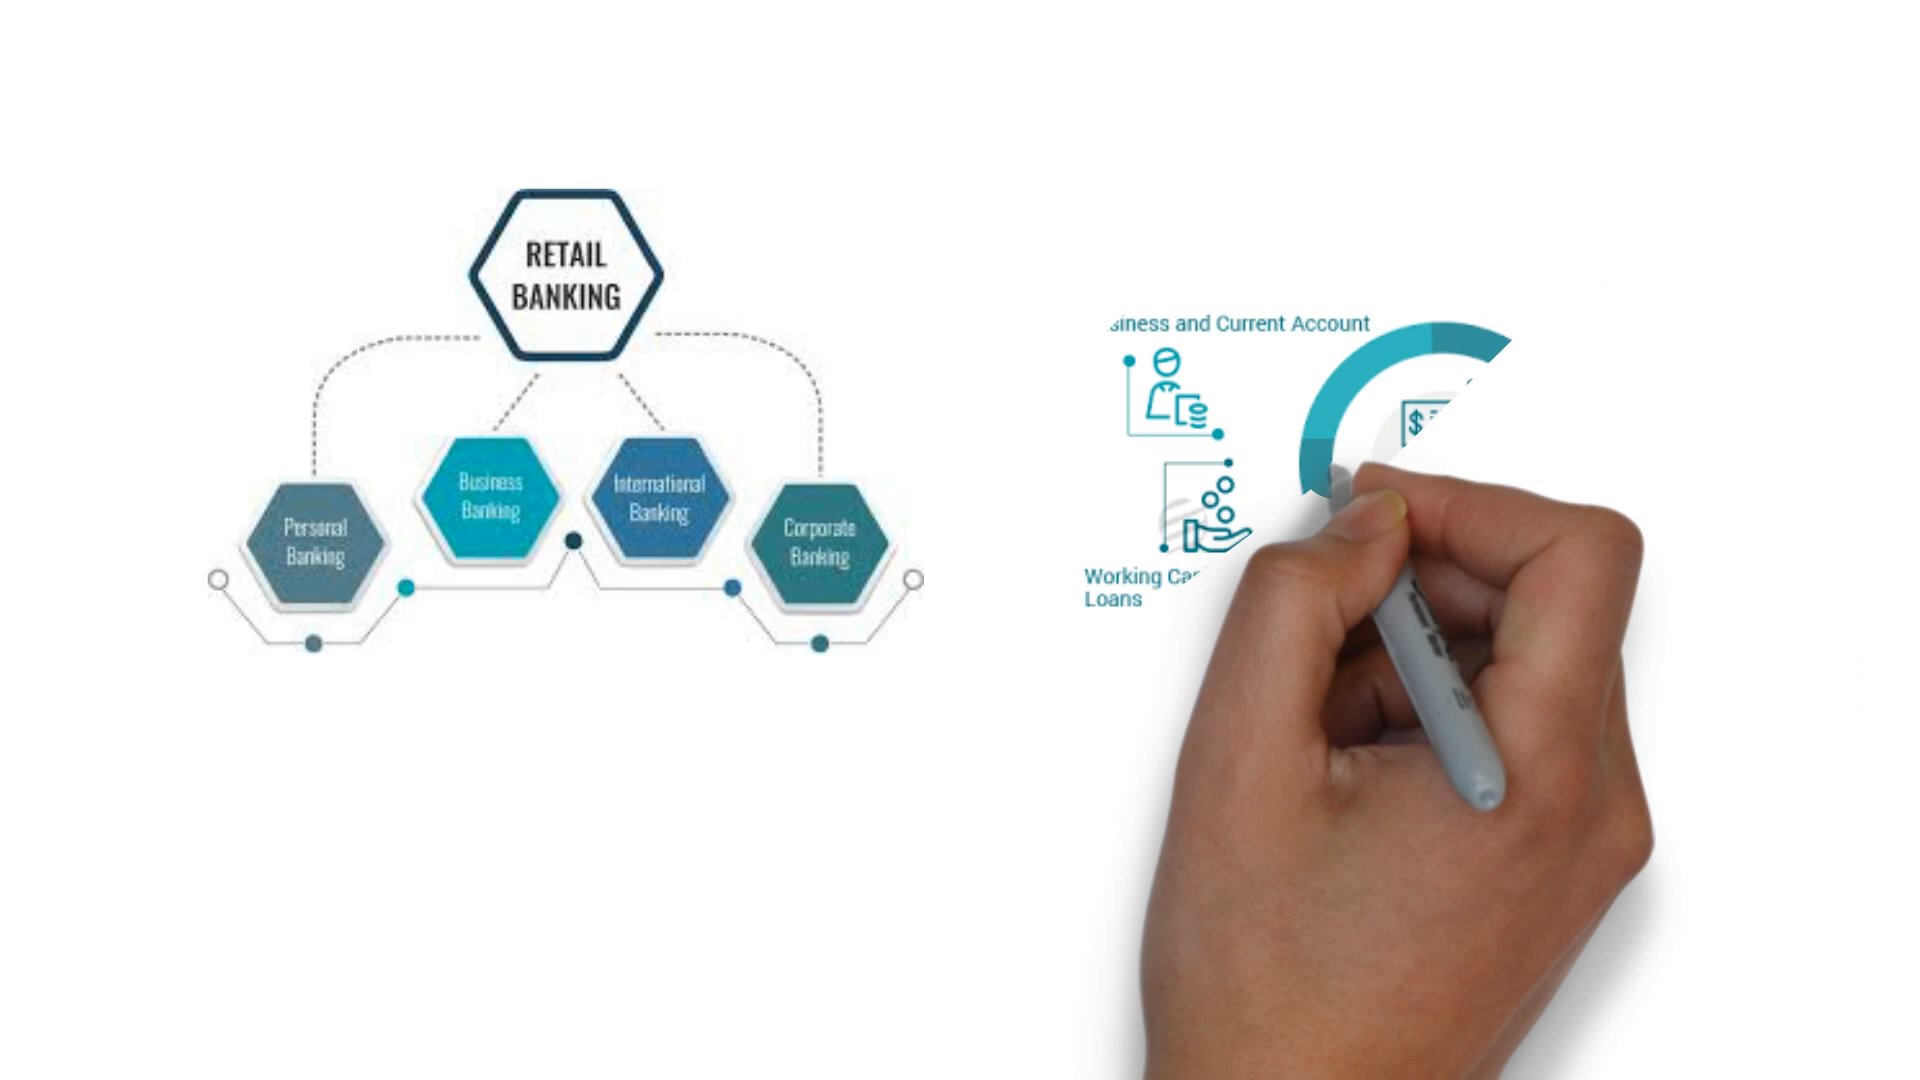 RETAIL
BANKING
Personal
Banking
Business
Banking
International
Banking
Corporate
Banking
siness and Current Account
$
Working
Loans